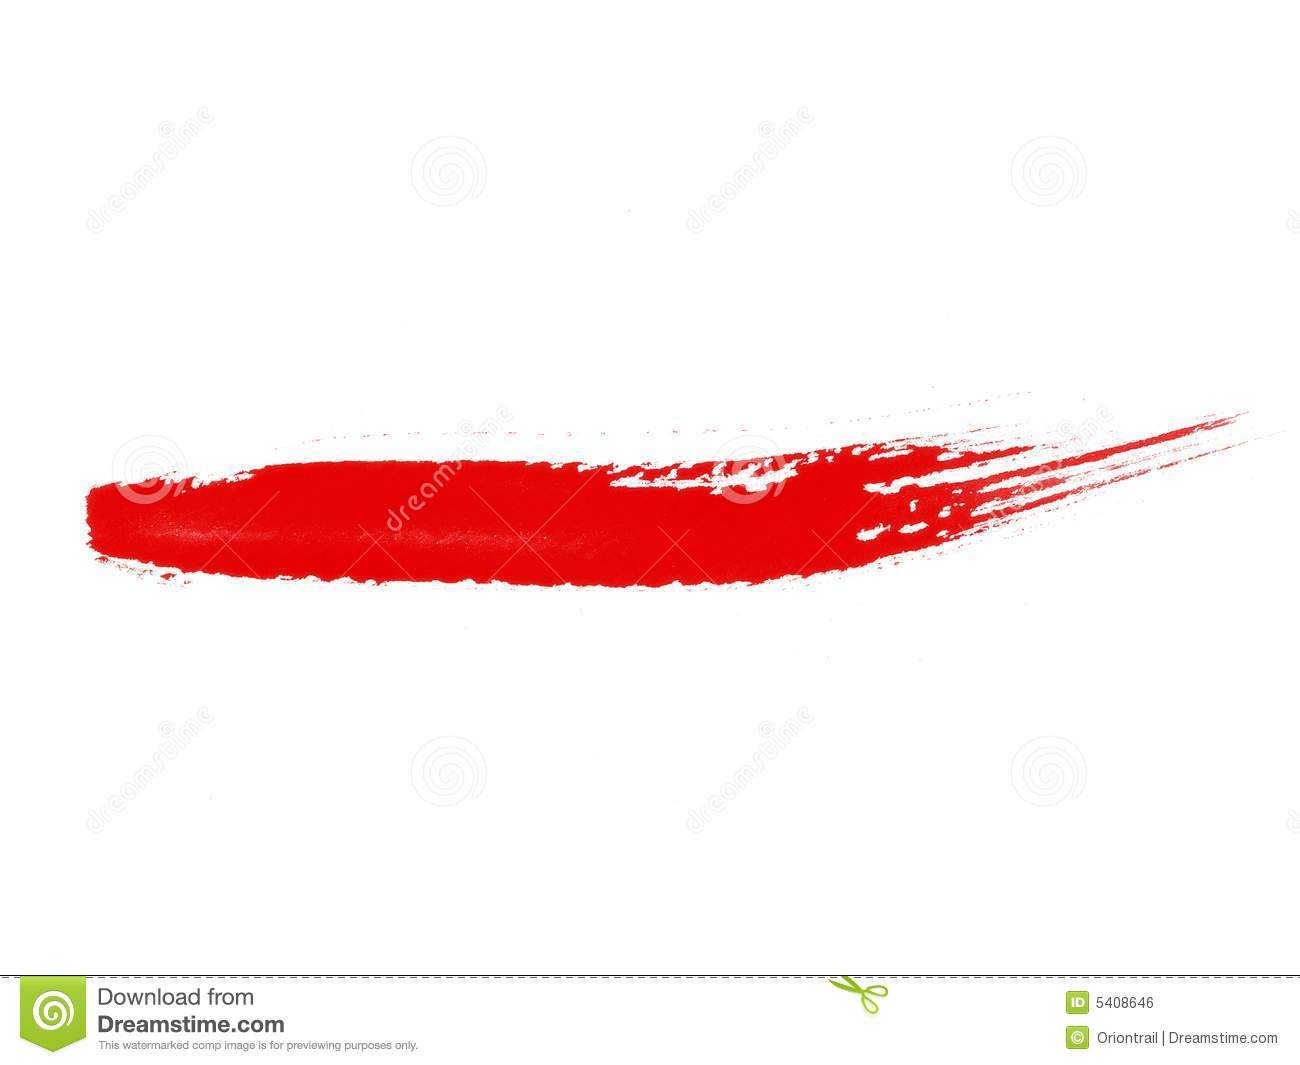 dreamstime
dreamstime
dreamstime
dreamstime
dreamstime
dreamstime
Download from
Dreamstime.com
This watermarked comp image is for previewing purposes only.
ID 5408646
© Oriontrail | Dreamstime.com